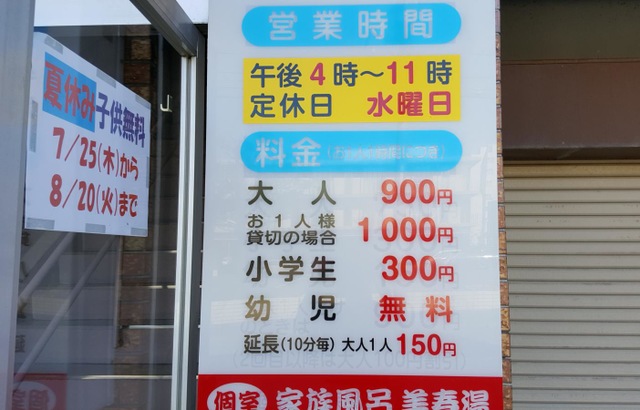 営業時間
午後4時～11時
定休日 水曜日
料金
大人 900円
お1人様
貸切の場合 1000円
小学生 300円
幼児 無料
延長(10分毎) 大人1人 150円
個室 家族風呂 美春湯
夏休み子供無料
7/25(木)から
8/20(火)まで